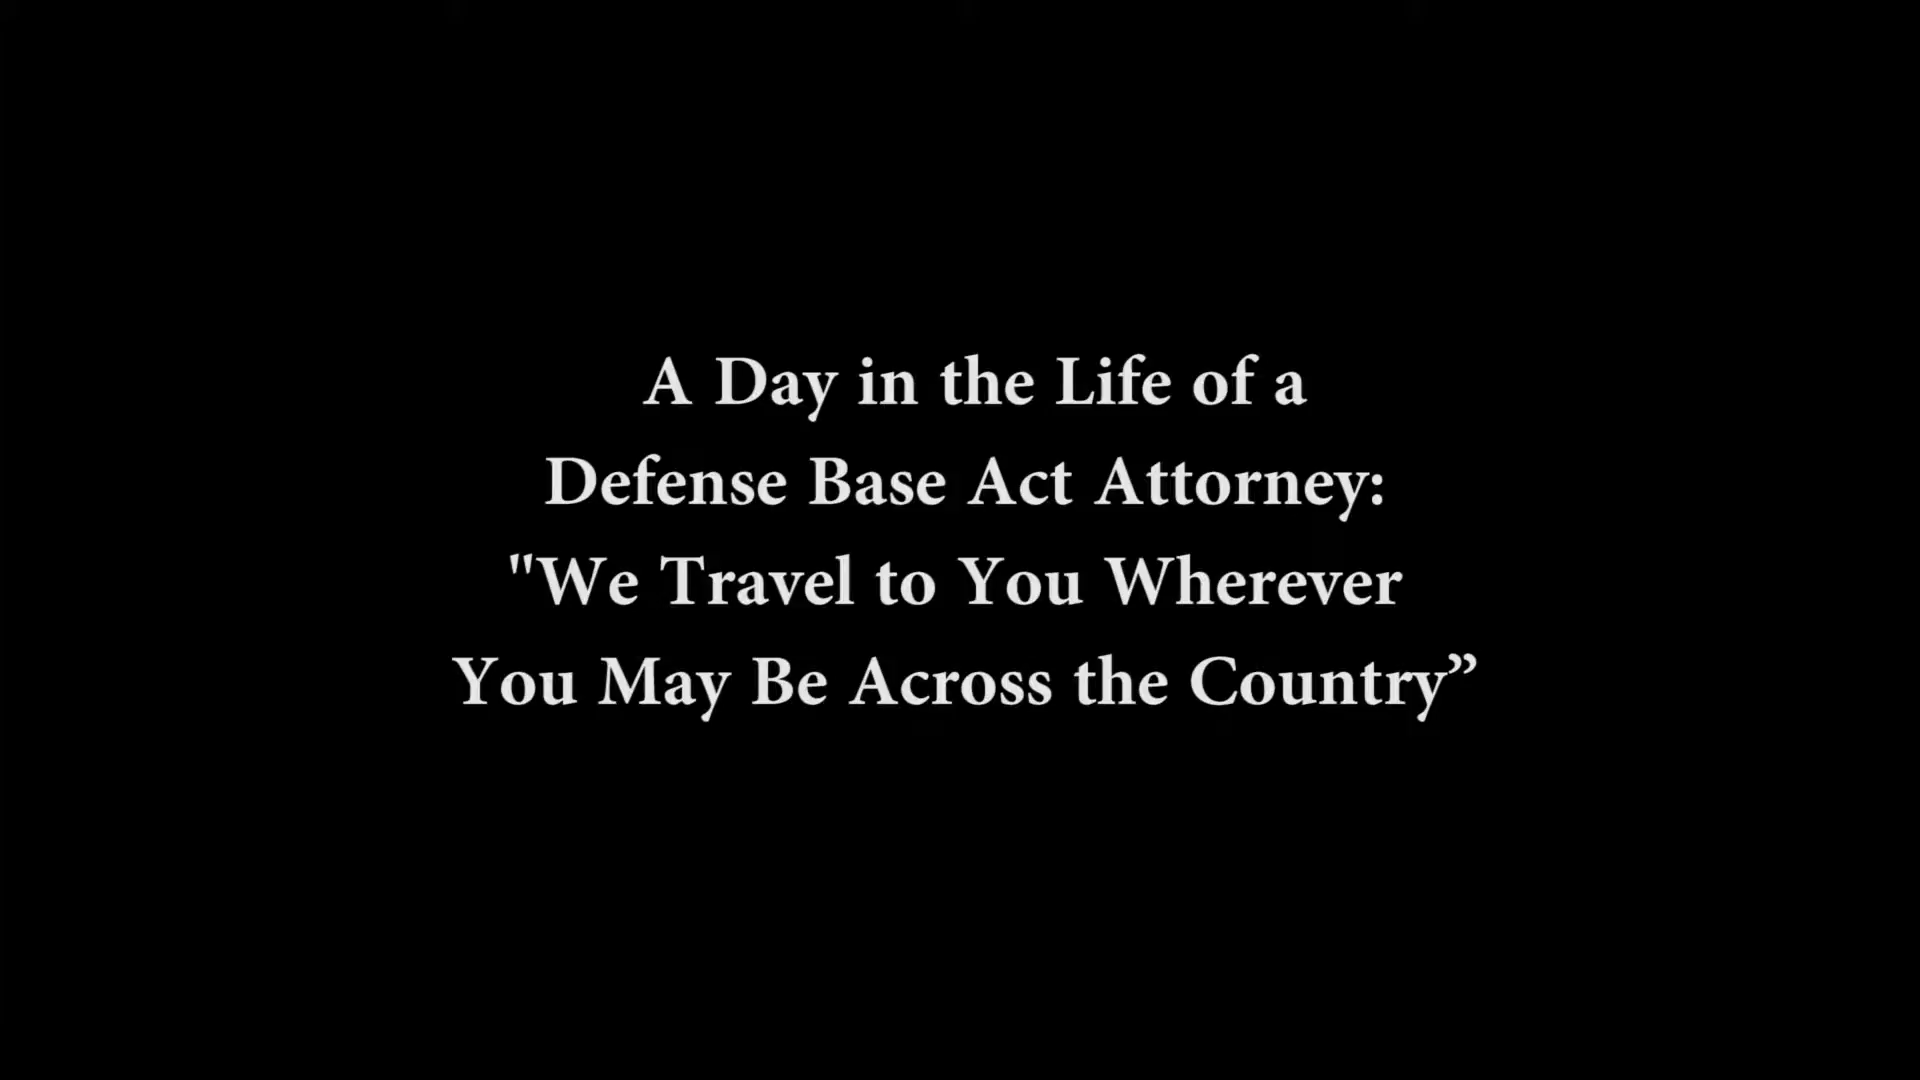 A Day in the Life of a
Defense Base Act Attorney:
"We Travel to You Wherever
You May Be Across the Country”